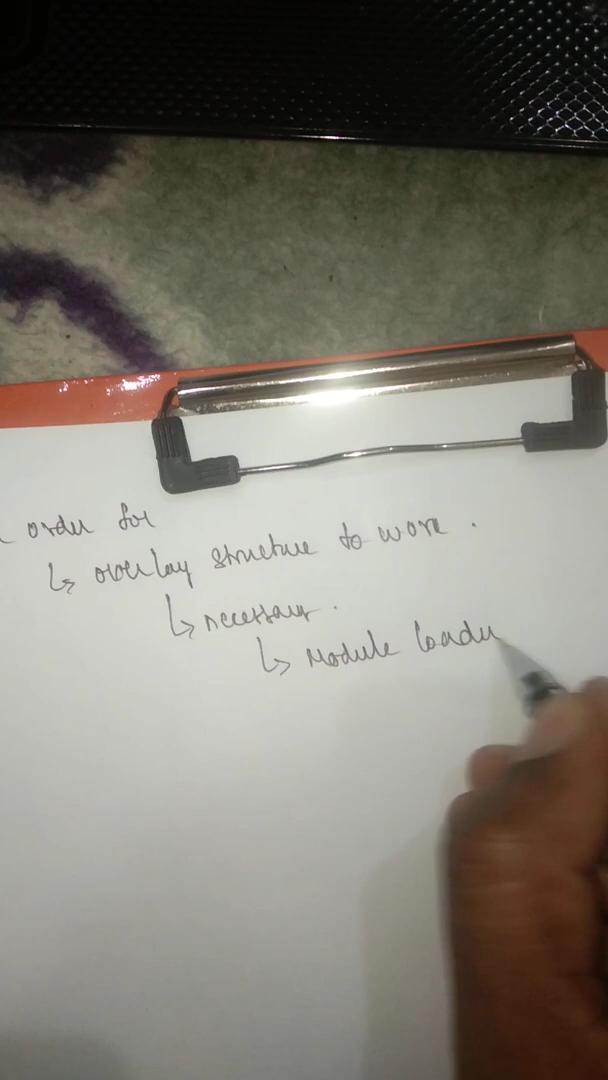 order for
↳ overlay structure to work.
↳ necessary.
↳ Module loader